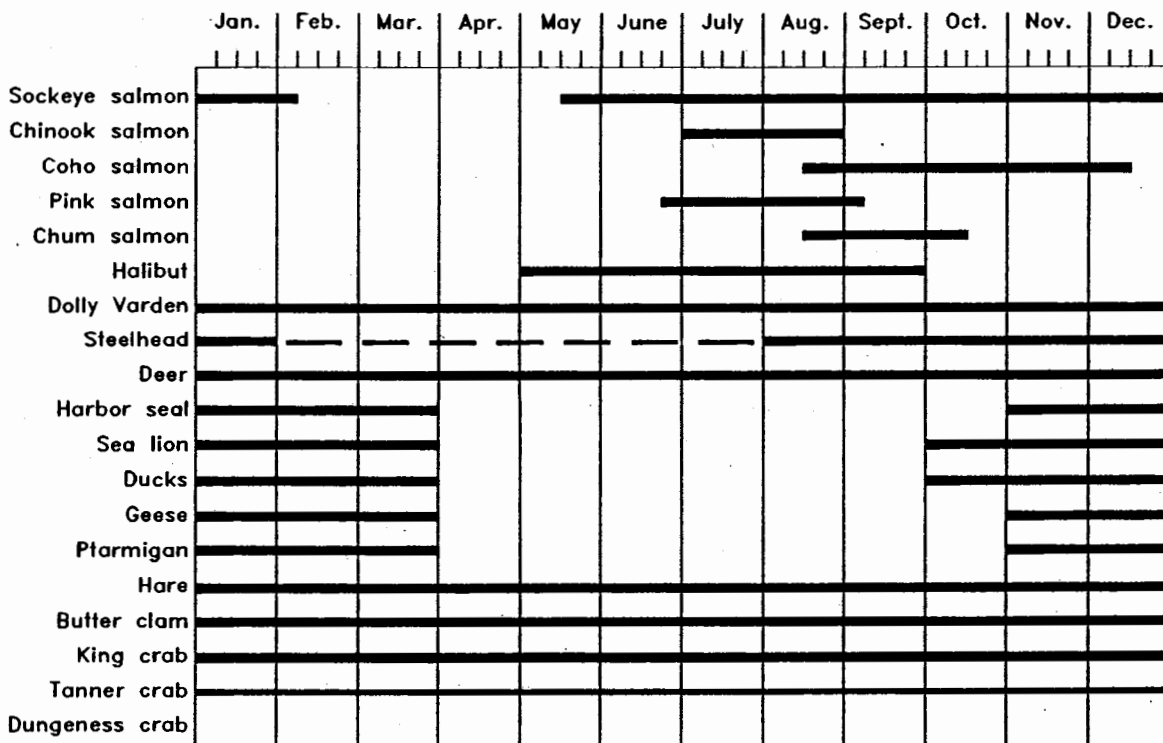 Jan. Feb. Mar. Apr. May June July Aug. Sept. Oct. Nov. Dec.
Sockeye salmon
Chinook salmon
Coho salmon
Pink salmon
Chum salmon
Halibut
Dolly Varden
Steelhead
Deer
Harbor seal
Sea lion
Ducks
Geese
Ptarmigan
Hare
Butter clam
King crab
Tanner crab
Dungeness crab